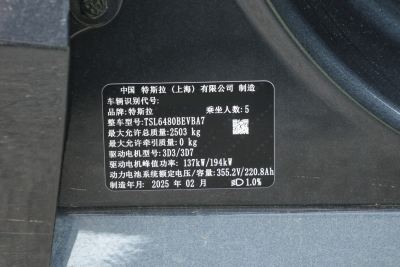 中国 特斯拉（上海）有限公司 制造
车辆识别代号:
品牌:特斯拉 乘坐人数:5
整车型号:TSL6480BEVBA7
最大允许总质量:2503 kg
最大允许牵引质量:0 kg
驱动电机型号:3D3/3D7
驱动电机峰值功率: 137kW/194kW
动力电池系统额定电压/容量:355.2V/220.8Ah
制造年月: 2025 年 02 月 1.0%